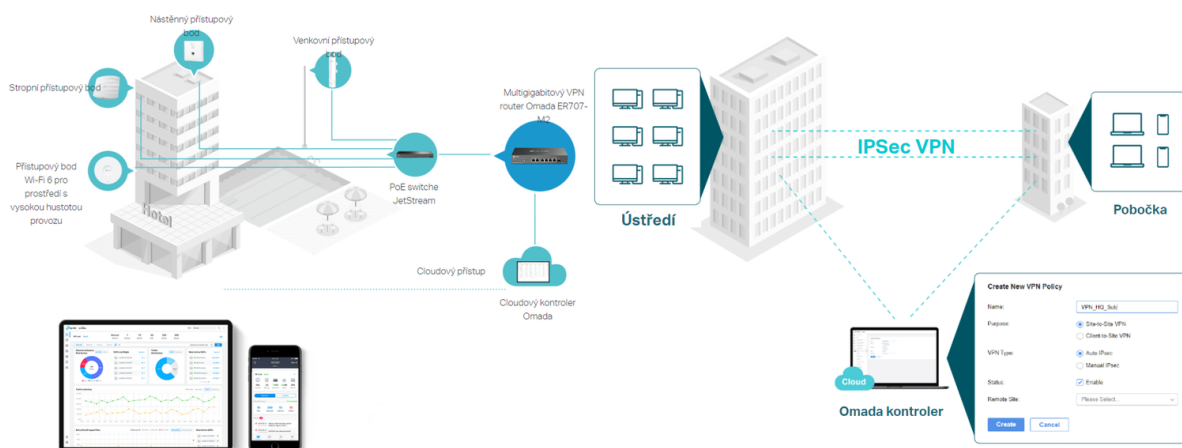 Nástěnný přístupový
bod
Venkovní přístupový
bod
Stropní přístupový bod
Multigigabitový VPN
router Omada ER707-
M2
Přístupový bod
Wi-Fi 6 pro
prostředí s
vysokou hustotou
provozu
Hotel
PoE switche
JetStream
Cloudový přístup
Cloudový kontroler
Omada
Ústředí
IPSec VPN
Pobočka
Cloud
Omada kontroler
Create New VPN Policy
Name:
VPN_HQ_Sub
Purpose:
Site-to-Site VPN
Client-to-Site VPN
VPN Type:
Auto IPsec
Manual IPsec
Status:
Enable
Remote Site:
Please Select...
Create
Cancel